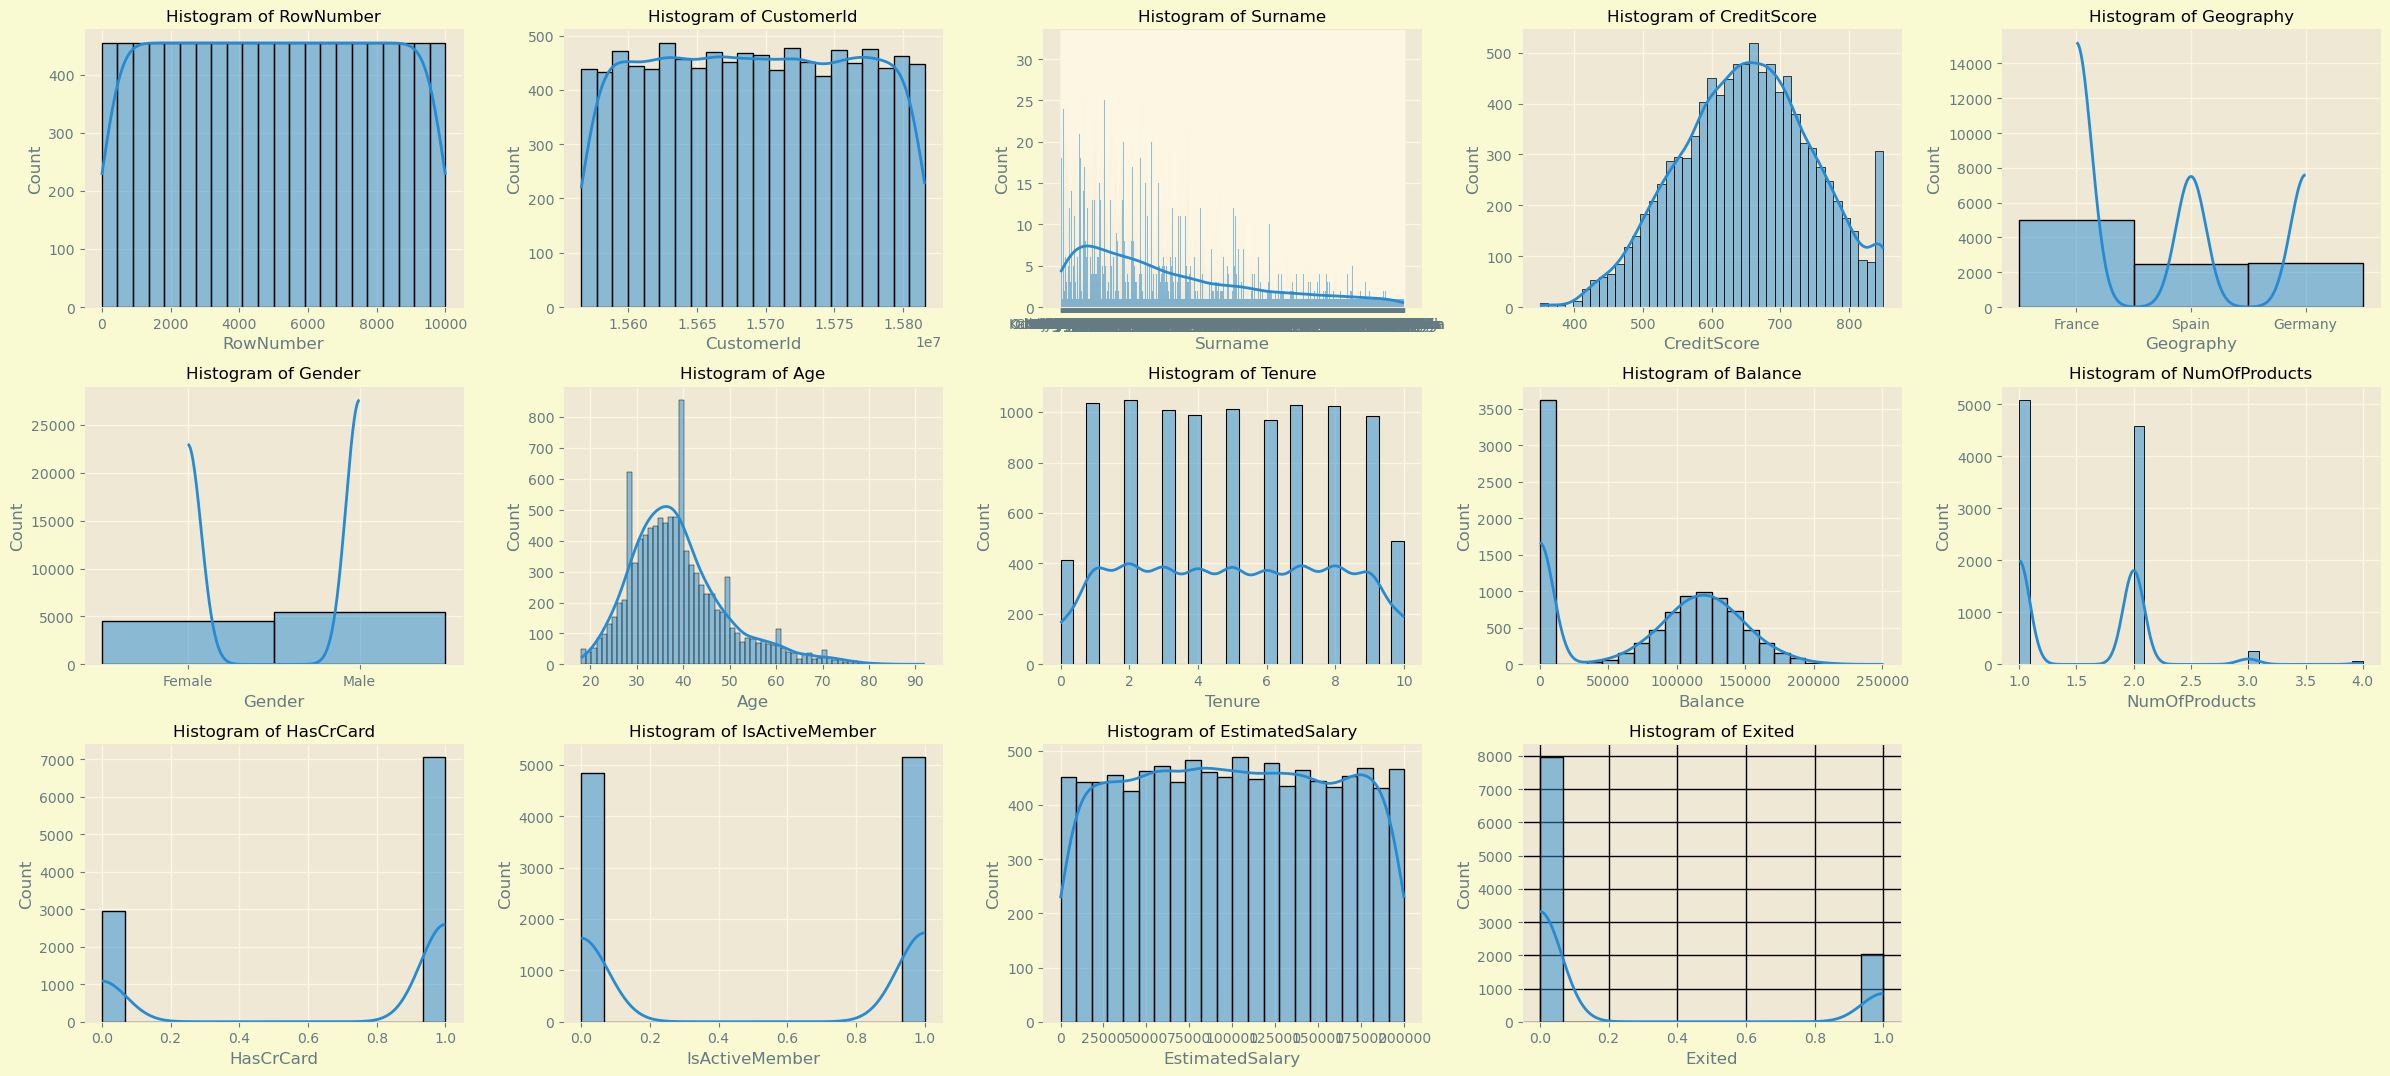 Histogram of RowNumber
Count
400
300
200
100
0
0 2000 4000 6000 8000 10000
RowNumber
Histogram of CustomerId
Count
500
400
300
200
100
0
1.560 1.565 1.570 1.575 1.580
1e7
CustomerId
Histogram of Surname
Count
30
25
20
15
10
5
0
Surname
Histogram of CreditScore
Count
500
400
300
200
100
0
400 500 600 700 800
CreditScore
Histogram of Geography
Count
14000
12000
10000
8000
6000
4000
2000
0
France Spain Germany
Geography
Histogram of Gender
Count
25000
20000
15000
10000
5000
0
Female Male
Gender
Histogram of Age
Count
800
700
600
500
400
300
200
100
0
20 30 40 50 60 70 80 90
Age
Histogram of Tenure
Count
1000
800
600
400
200
0
0 2 4 6 8 10
Tenure
Histogram of Balance
Count
3500
3000
2500
2000
1500
1000
500
0
0 50000 100000 150000 200000 250000
Balance
Histogram of NumOfProducts
Count
5000
4000
3000
2000
1000
0
1.0 1.5 2.0 2.5 3.0 3.5 4.0
NumOfProducts
Histogram of HasCrCard
Count
7000
6000
5000
4000
3000
2000
1000
0
0.0 0.2 0.4 0.6 0.8 1.0
HasCrCard
Histogram of IsActiveMember
Count
5000
4000
3000
2000
1000
0
0.0 0.2 0.4 0.6 0.8 1.0
IsActiveMember
Histogram of EstimatedSalary
Count
500
400
300
200
100
0
0 25000 50000 75000 100000 125000 150000 175000 200000
EstimatedSalary
Histogram of Exited
Count
8000
7000
6000
5000
4000
3000
2000
1000
0
0.0 0.2 0.4 0.6 0.8 1.0
Exited